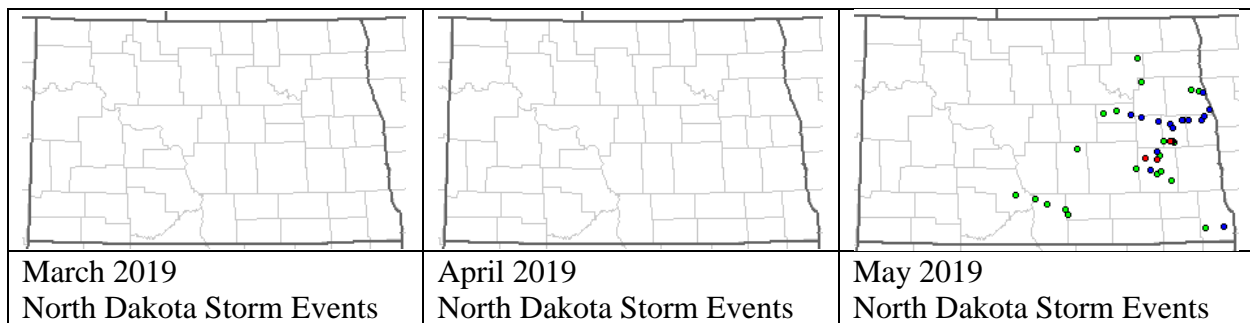 March 2019
North Dakota Storm Events
April 2019
North Dakota Storm Events
May 2019
North Dakota Storm Events